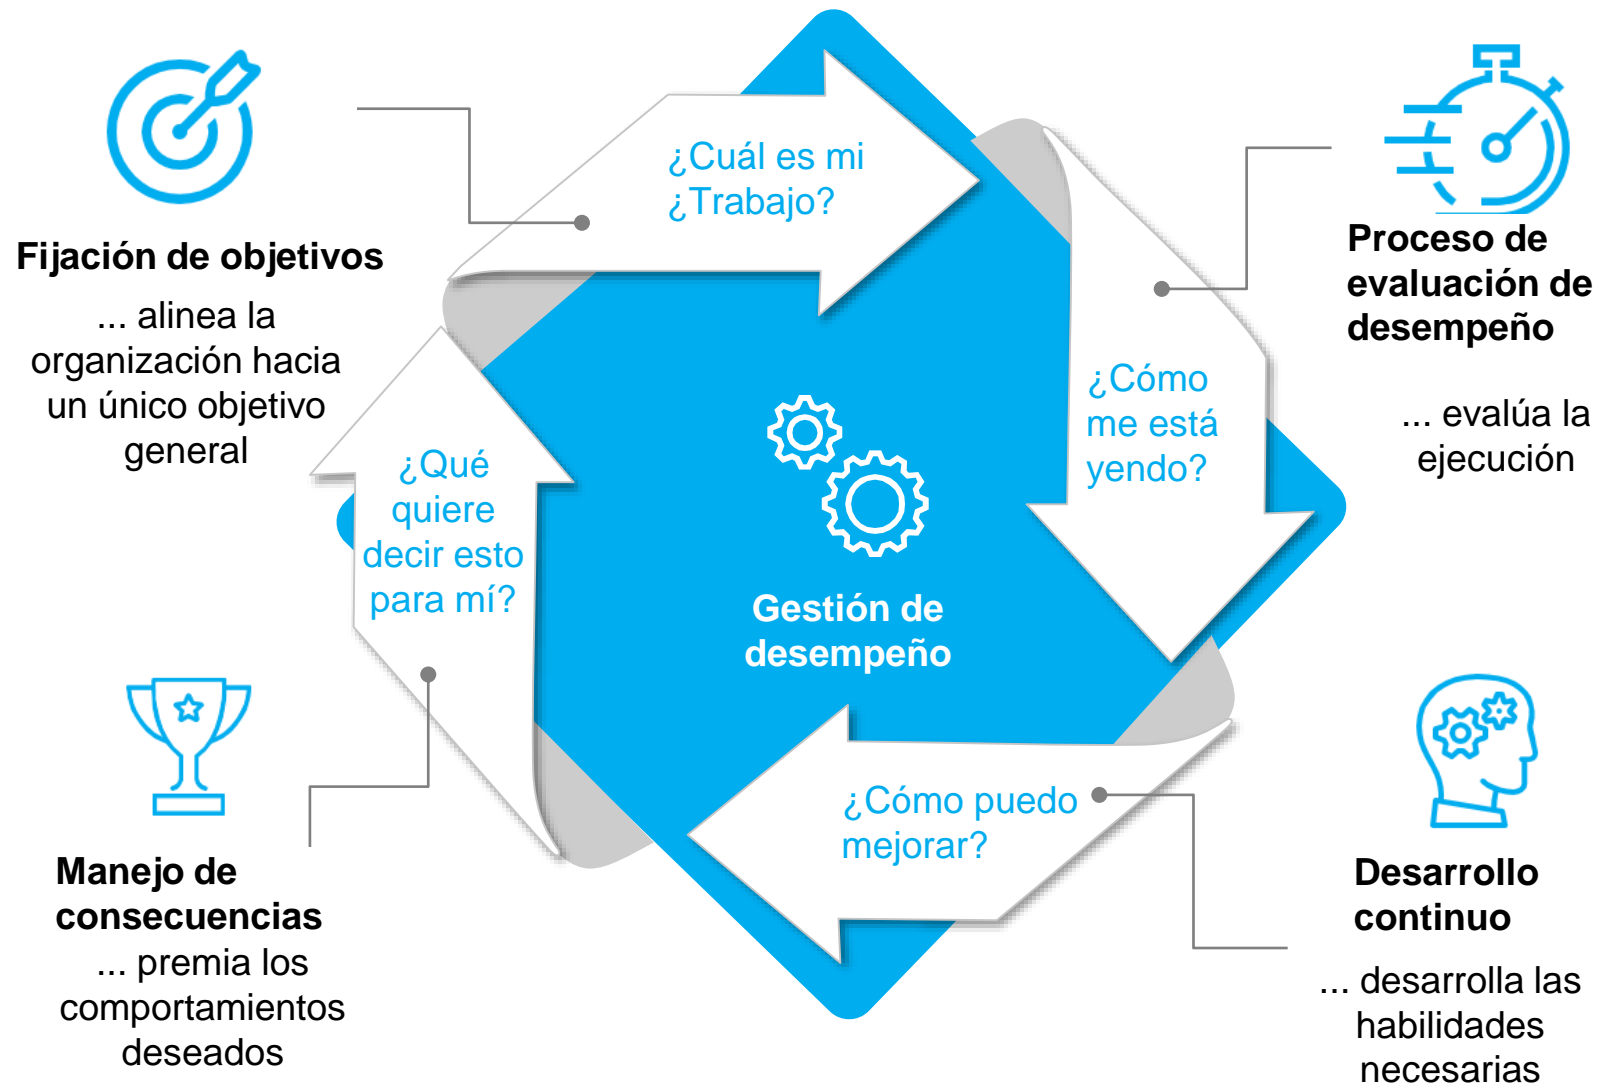 ¿Cuál es mi
¿Trabajo?
Fijación de objetivos
... alinea la
organización hacia
un único objetivo
general
Proceso de
evaluación de
desempeño
... evalúa la
ejecución
¿Cómo
me está
yendo?
¿Qué
quiere
decir esto
para mí?
Gestión de
desempeño
¿Cómo puedo
mejorar?
Manejo de
consecuencias
... premia los
comportamientos
deseados
Desarrollo
continuo
... desarrolla las
habilidades
necesarias